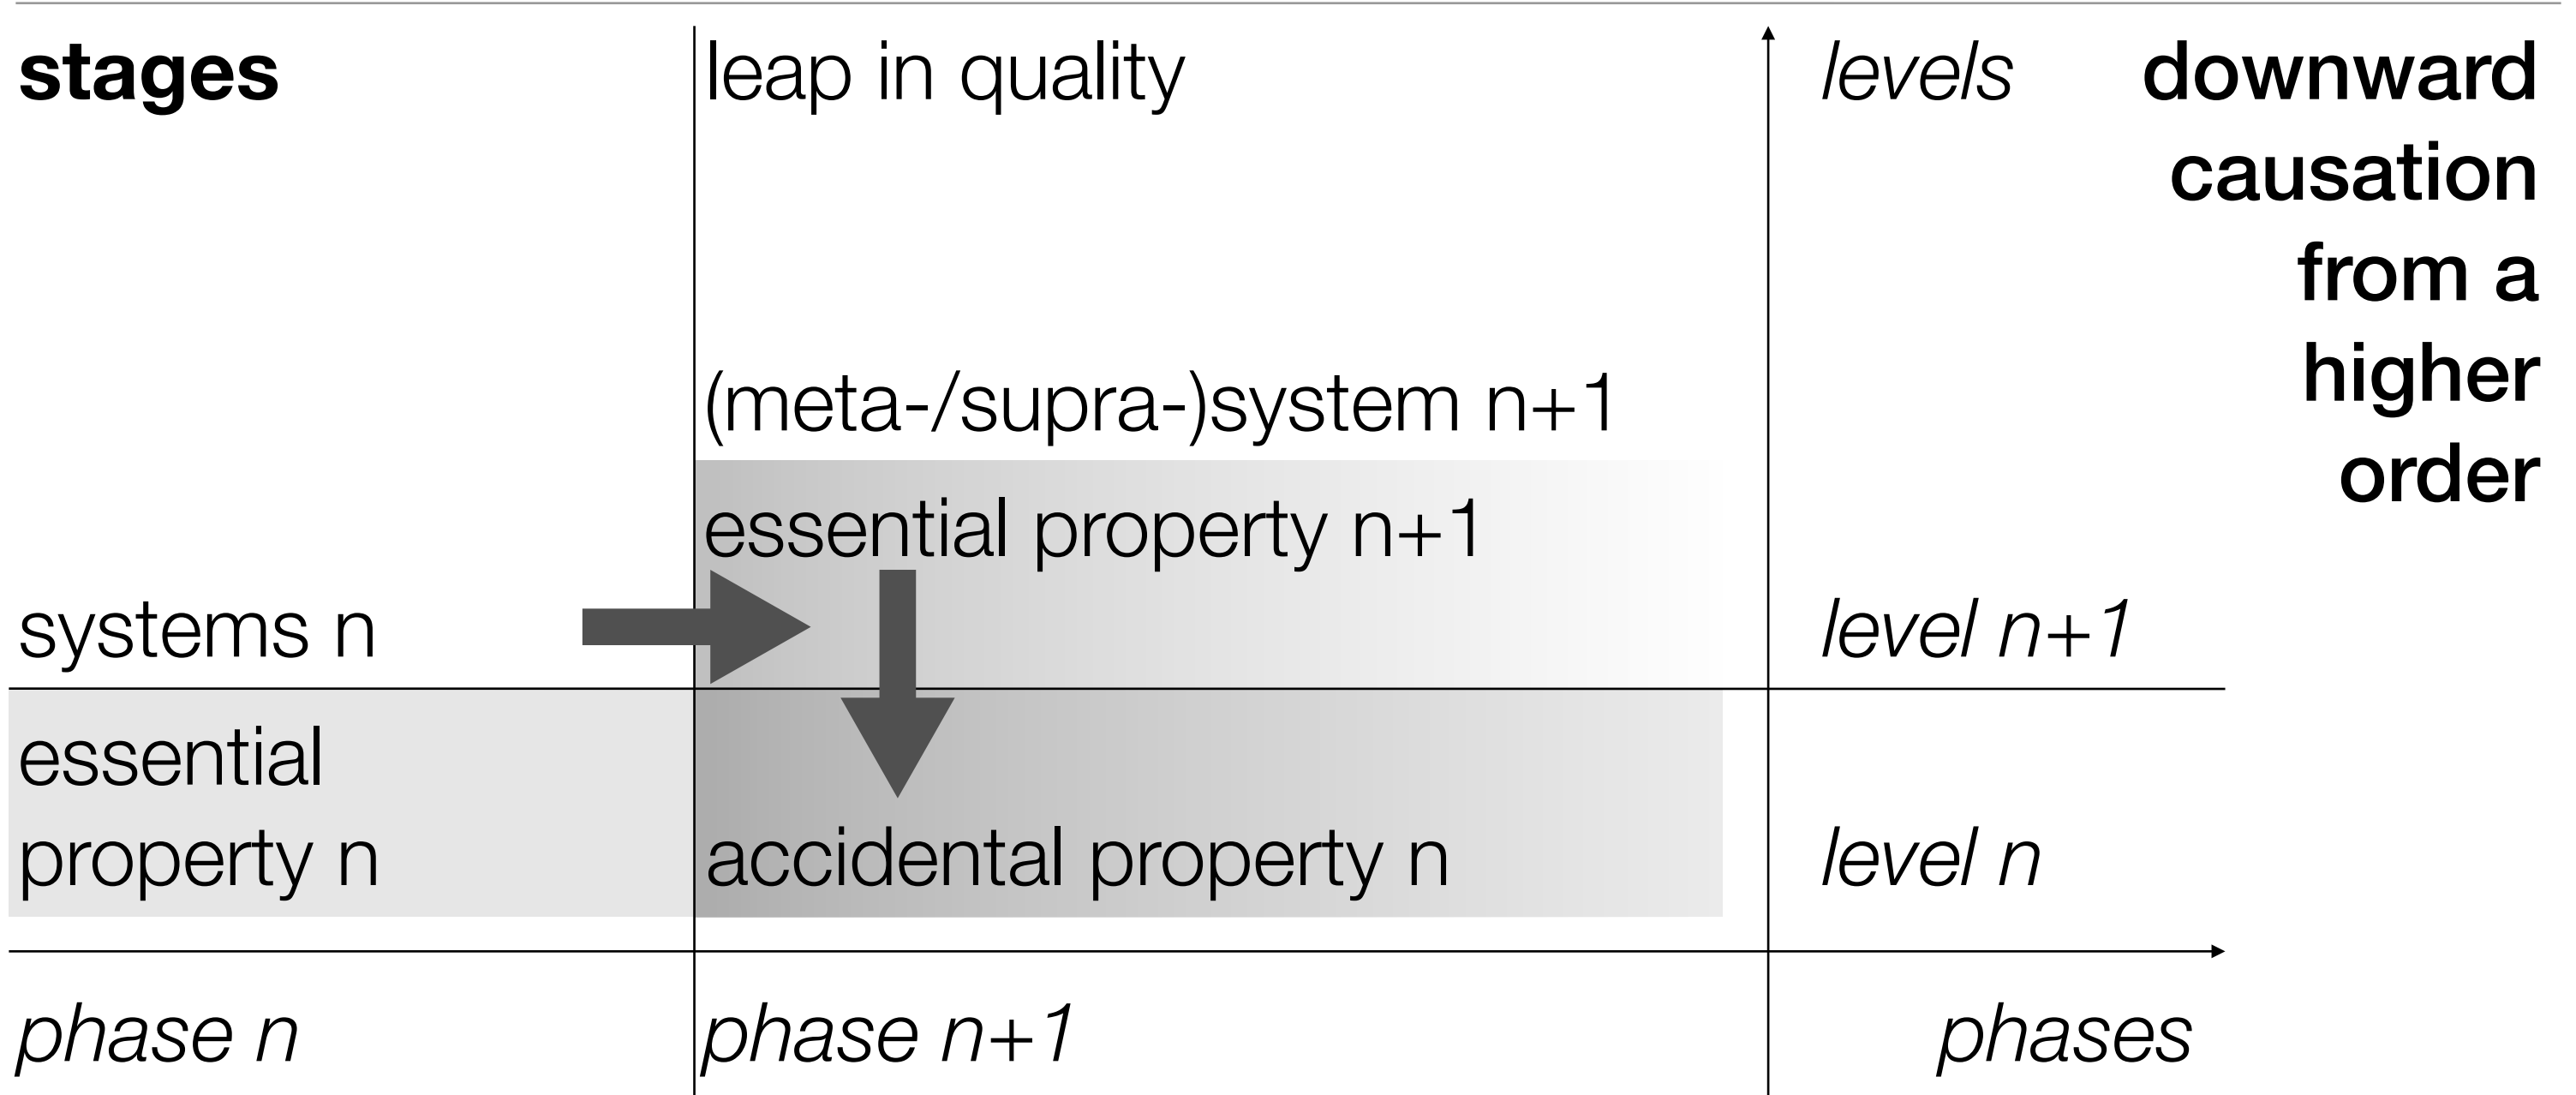 stages
leap in quality
levels
downward
causation
from a
higher
order
(meta-/supra-)system n+1
essential property n+1
systems n
level n+1
essential
property n
accidental property n
level n
phase n
phase n+1
phases